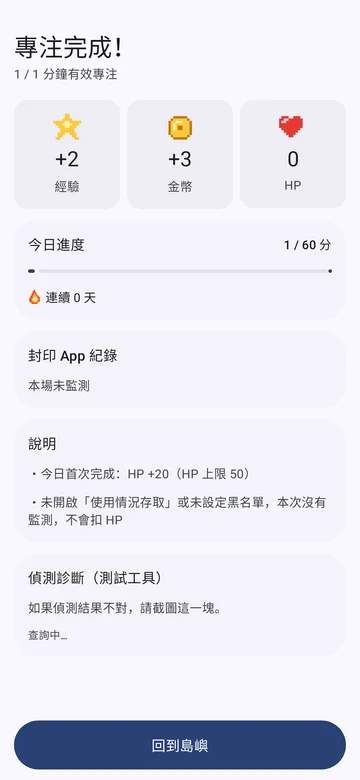 專注完成！
1 / 1 分鐘有效專注
+2
+3
0
經驗
金幣
HP
今日進度
1 / 60 分
連續 0 天
封印 App 紀錄
本場未監測
說明
・今日首次完成：HP +20（HP 上限 50）
・未開啟「使用情況存取」或未設定黑名單，本次沒有
監測，不會扣 HP
偵測診斷（測試工具）
如果偵測結果不對，請截圖這一塊。
查詢中…
回到島嶼